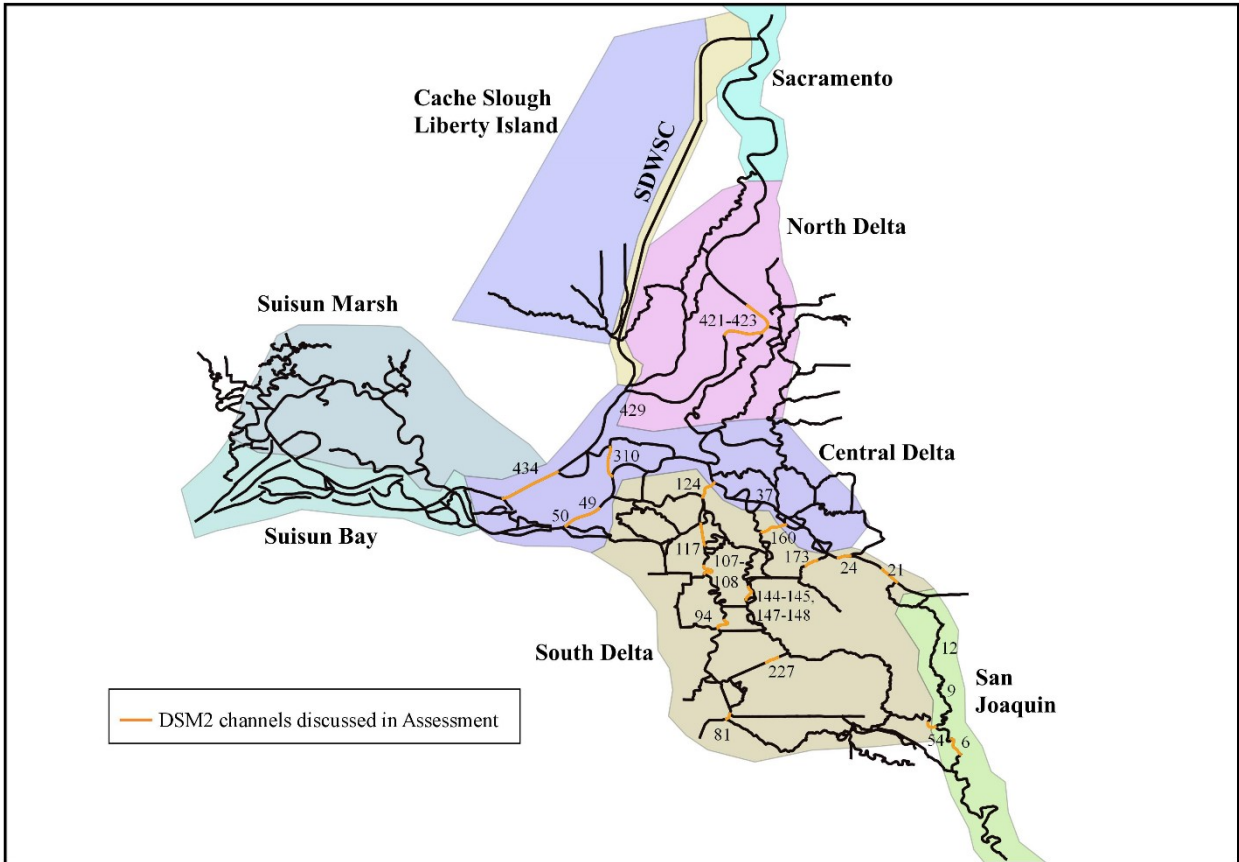 Sacramento
Cache Slough
Liberty Island
SDWSC
North Delta
421-423
Suisun Marsh
429
434
310
Central Delta
124
37
49
50
160
Suisun Bay
117
173
24
21
107-
108
144-145,
147-148
94
12
South Delta
227
9
San
Joaquin
81
54
6
DSM2 channels discussed in Assessment